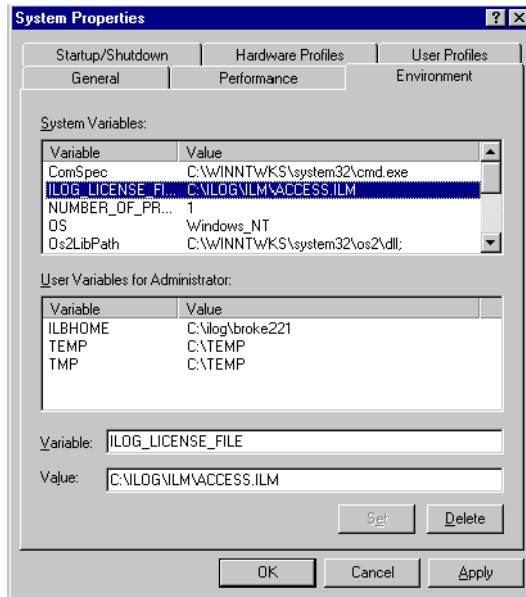 System Properties
Startup/Shutdown Hardware Profiles User Profiles
General Performance Environment
System Variables:
Variable Value
ComSpec C:\WINNTWKS\system32\cmd.exe
ILOG_LICENSE_FI... C:\ILOG\ILM\ACCESS.ILM
NUMBER_OF_PR... 1
OS Windows_NT
Os2LibPath C:\WINNTWKS\system32\os2\dll;
User Variables for Administrator:
Variable Value
ILBHOME C:\ilog\broke221
TEMP C:\TEMP
TMP C:\TEMP
Variable: ILOG_LICENSE_FILE
Value: C:\ILOG\ILM\ACCESS.ILM
Set Delete
OK Cancel Apply